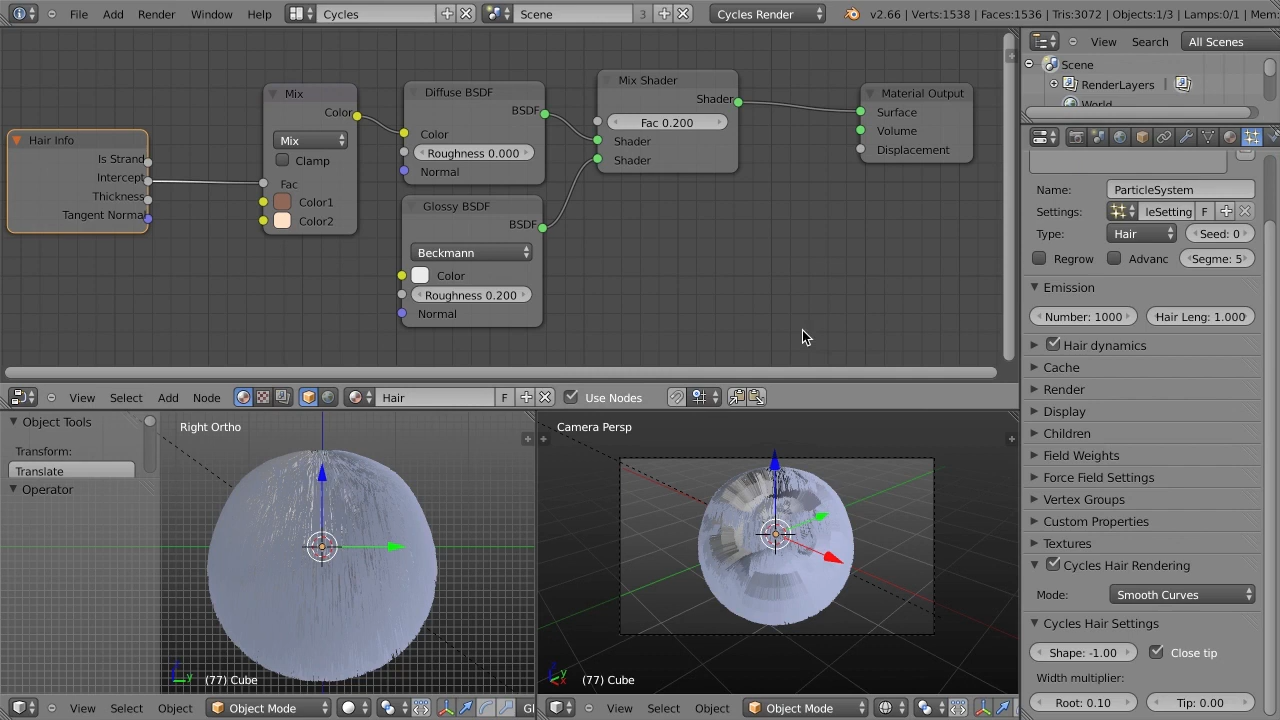 File Add Render Window Help Cycles Scene 3 Cycles Render v2.66 | Verts:1538 | Faces:1536 | Tris:3072 | Objects:1/3 | Lamps:0/1 | Mem
View Search All Scenes
Scene
RenderLayers
World
Hair Info
Is Strand
Intercept
Thickness
Tangent Normal
Mix
Color
Mix
Clamp
Fac
Color1
Color2
Diffuse BSDF
BSDF
Color
Roughness 0.000
Normal
Glossy BSDF
BSDF
Beckmann
Color
Roughness 0.200
Normal
Mix Shader
Shader
Fac 0.200
Shader
Shader
Material Output
Surface
Volume
Displacement
Name: ParticleSystem
Settings: leSetting F
Type: Hair Seed: 0
Regrow Advanc Segme: 5
Emission
Number: 1000 Hair Leng: 1.000
Hair dynamics
Cache
Render
Display
Children
Field Weights
Force Field Settings
Vertex Groups
Custom Properties
Textures
Cycles Hair Rendering
Mode: Smooth Curves
Cycles Hair Settings
Shape: -1.00 Close tip
Width multiplier:
Root: 0.10 Tip: 0.00
View Select Add Node Hair F Use Nodes
Object Tools
Transform:
Translate
Operator
Right Ortho
z
y
(77) Cube
Camera Persp
z
y
x
(77) Cube
View Select Object Object Mode Gl
View Select Object Object Mode